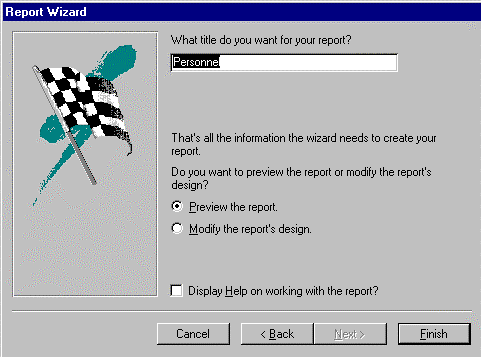 Report Wizard
What title do you want for your report?
Personnel
That's all the information the wizard needs to create your
report.
Do you want to preview the report or modify the report's
design?
Preview the report.
Modify the report's design.
Display Help on working with the report?
Cancel
< Back
Next >
Finish